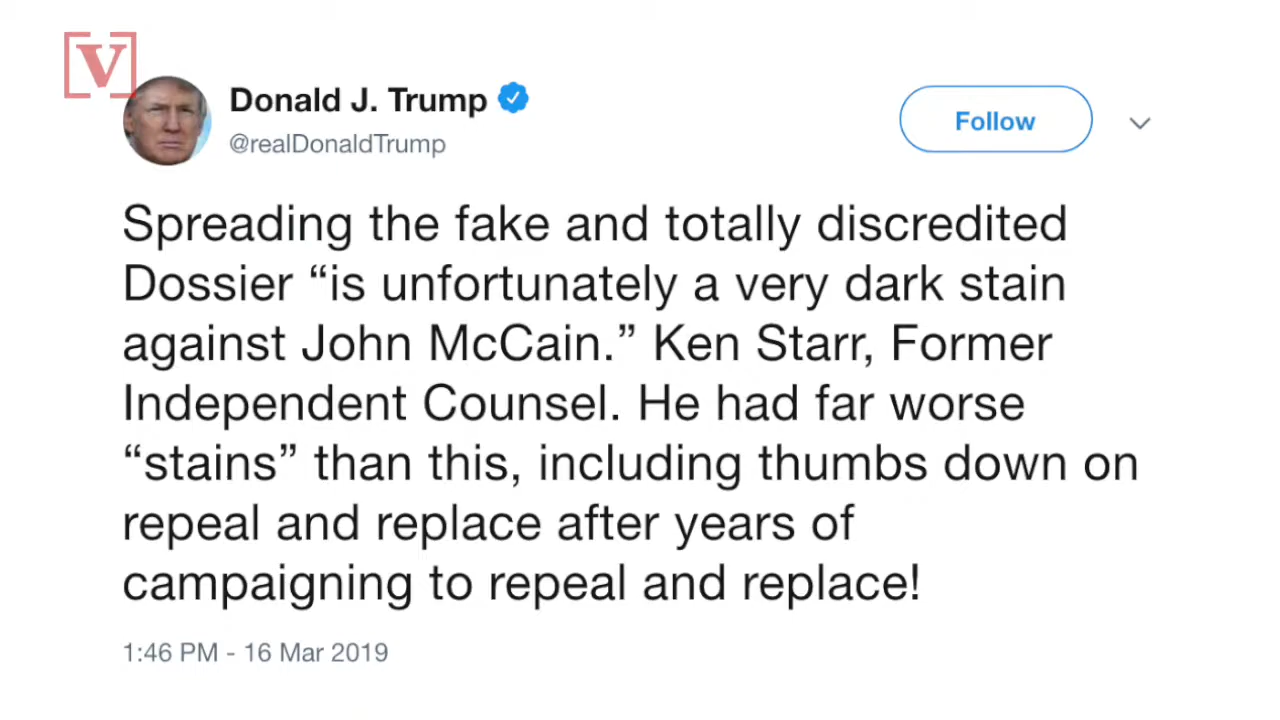 V
Donald J. Trump
@realDonaldTrump
Follow
Spreading the fake and totally discredited
Dossier “is unfortunately a very dark stain
against John McCain.” Ken Starr, Former
Independent Counsel. He had far worse
“stains” than this, including thumbs down on
repeal and replace after years of
campaigning to repeal and replace!
1:46 PM - 16 Mar 2019